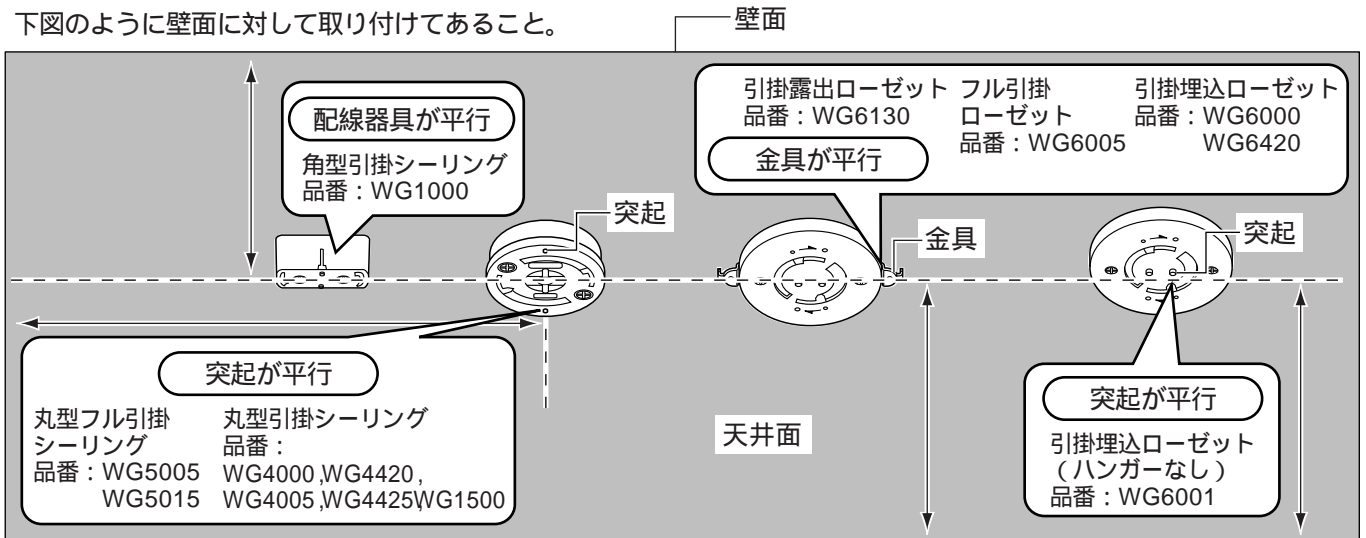 下図のように壁面に対して取り付けてあること。
壁面
配線器具が平行
角型引掛シーリング
品番：WG1000
引掛露出ローゼット
品番：WG6130
フル引掛
ローゼット
品番：WG6005
引掛埋込ローゼット
品番：WG6000
WG6420
金具が平行
突起
金具
突起
突起が平行
丸型フル引掛
シーリング
品番：WG5005
WG5015
丸型引掛シーリング
品番：
WG4000,WG4420,
WG4005,WG4425WG1500
天井面
突起が平行
引掛埋込ローゼット
（ハンガーなし）
品番：WG6001